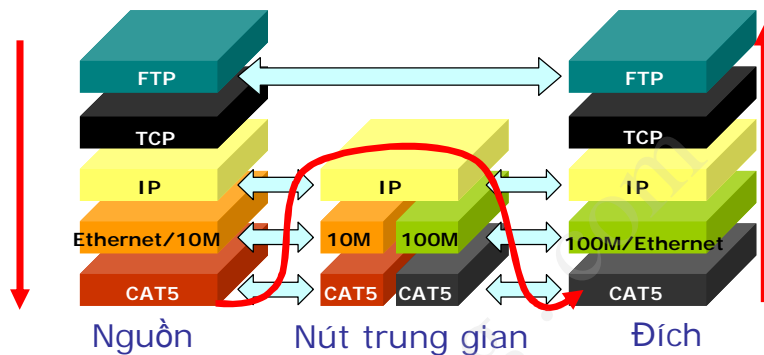 FTP FTP
TCP TCP
IP IP IP
Ethernet/10M 10M 100M 100M/Ethernet
CAT5 CAT5 CAT5 CAT5
Nguồn Nút trung gian Đích
.com